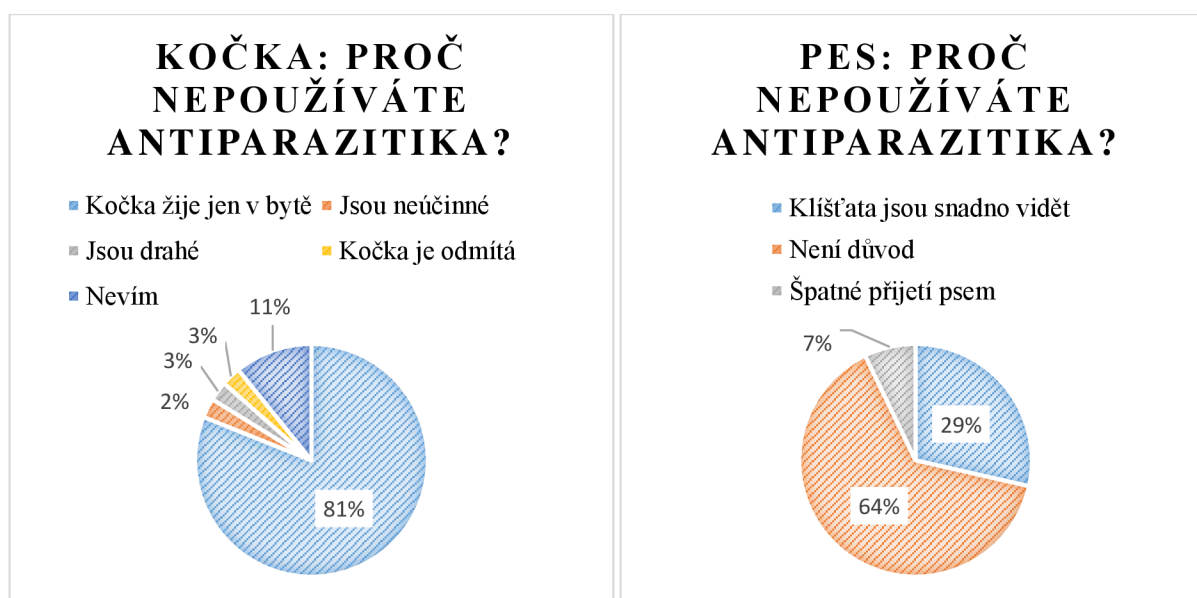 KOČKA: PROČ
NEPOUŽÍVÁTE
ANTIPARAZITIKA?
Kočka žije jen v bytě
Jsou neúčinné
Jsou drahé
Kočka je odmítá
Nevím
11%
3%
3%
2%
81%
PES: PROČ
NEPOUŽÍVÁTE
ANTIPARAZITIKA?
Klíšťata jsou snadno vidět
Není důvod
Špatné přijetí psem
7%
29%
64%